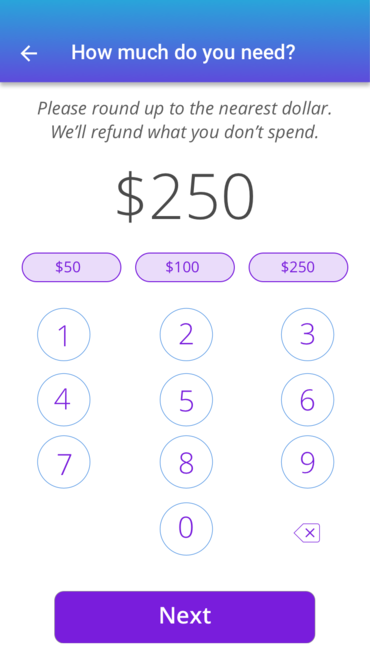 How much do you need?
Please round up to the nearest dollar.
We'll refund what you don't spend.
$250
$50 $100 $250
1 2 3
4 5 6
7 8 9
0
Next